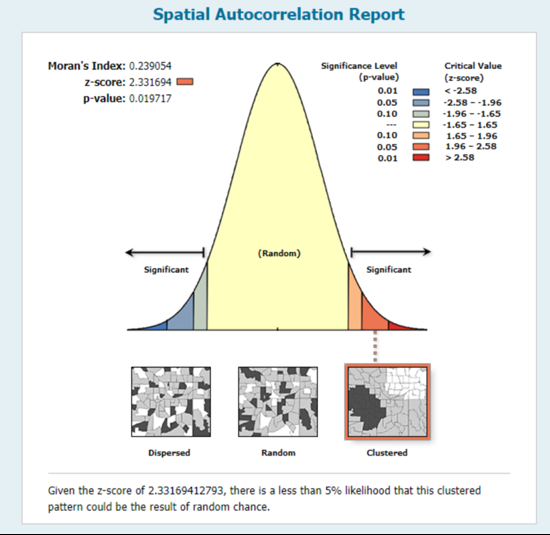 Spatial Autocorrelation Report
Moran's Index: 0.239054
z-score: 2.331694
p-value: 0.019717
Significance Level
(p-value)
Critical Value
(z-score)
0.01 < -2.58
0.05 -2.58 – -1.96
0.10 -1.96 – -1.65
--- -1.65 – 1.65
0.10 1.65 – 1.96
0.05 1.96 – 2.58
0.01 > 2.58
(Random)
Significant
Significant
Dispersed
Random
Clustered
Given the z-score of 2.33169412793, there is a less than 5% likelihood that this clustered
pattern could be the result of random chance.